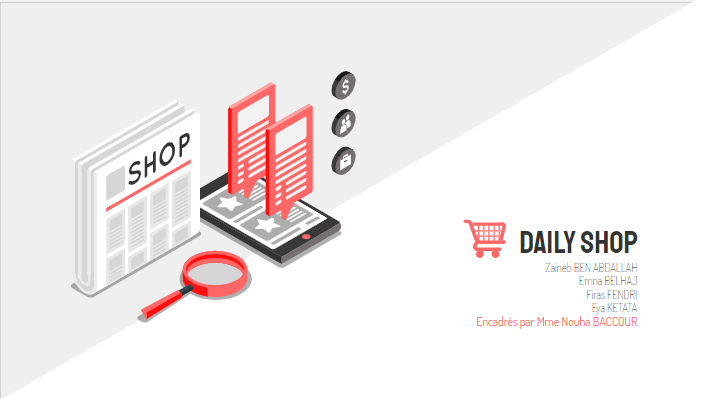 SHOP
$
DAILY SHOP
Zaineb BEN ABDALLAH
Emna BELHAJ
Firas FENDRI
Eya KETATA
Encadrés par Mme Nouha BACCOUR